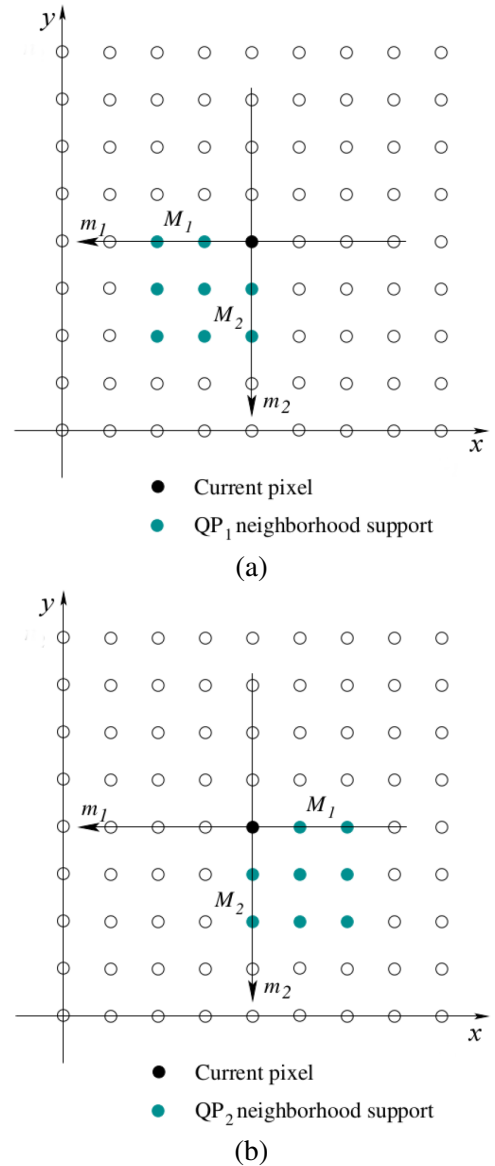 y
m1 M1
M2
m2
x
Current pixel
QP1 neighborhood support
(a)
y
M1
m1
M2
m2
x
Current pixel
QP2 neighborhood support
(b)